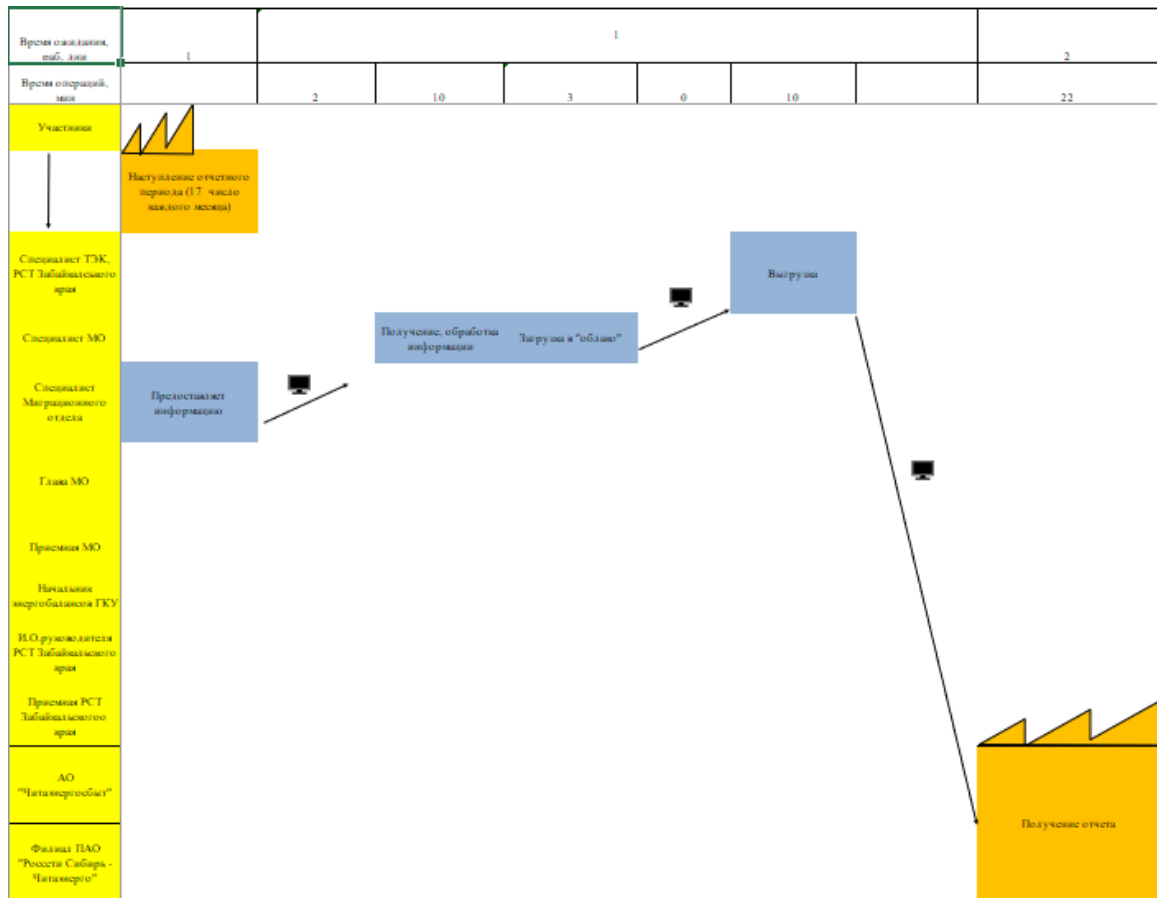 Время ожидания,
раб. дни
1
1
2
Время операций,
мин
2
10
3
0
10
22
Участники
Наступление отчетного
периода (17 число
каждого месяца)
Специалист ТЭК,
РСТ Забайкальского
края
Выгрузка
Специалист МО
Получение, обработка
информации
Загрузка в "облако"
Специалист
Миграционного
отдела
Предоставляет
информацию
Глава МО
Приемная МО
Начальник
энергобалансов ГКУ
И.О.руководителя
РСТ Забайкальского
края
Приемная РСТ
Забайкальского
края
АО
"Читаэнергосбыт"
Получение отчета
Филиал ПАО
"Россети Сибирь -
Читаэнерго"